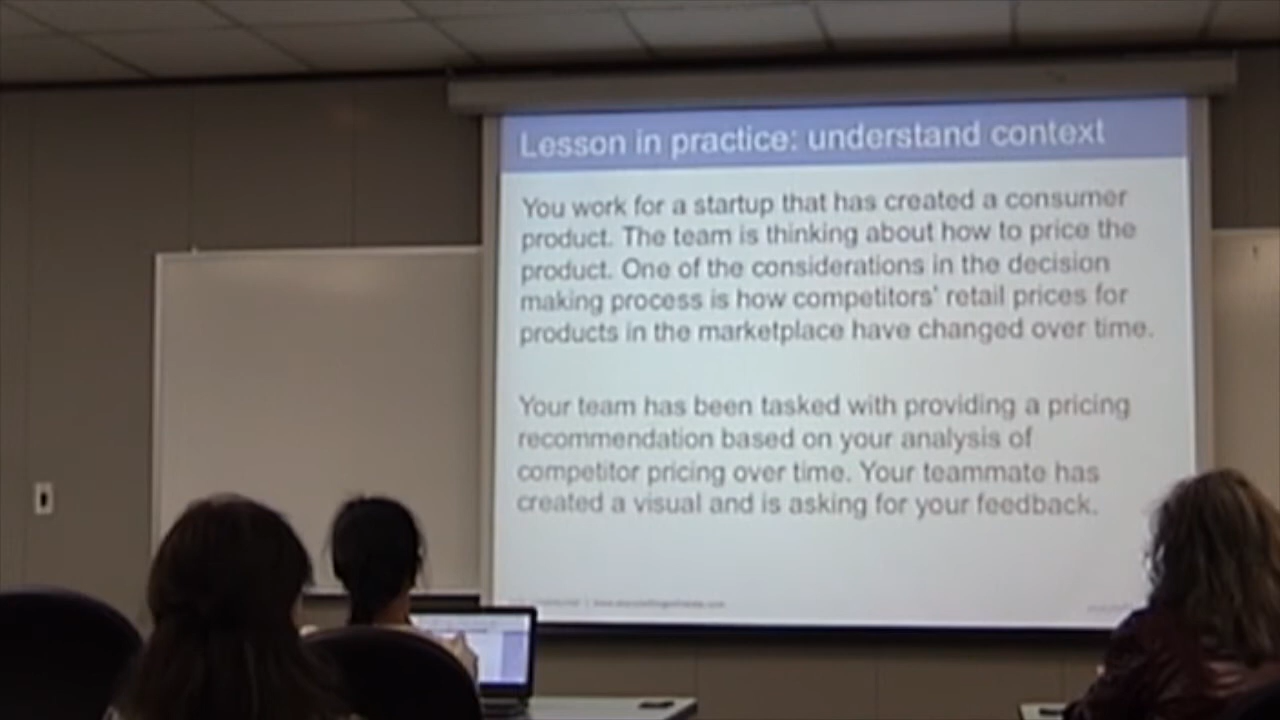 Lesson in practice: understand context
You work for a startup that has created a consumer
product. The team is thinking about how to price the
product. One of the considerations in the decision
making process is how competitors' retail prices for
products in the marketplace have changed over time.
Your team has been tasked with providing a pricing
recommendation based on your analysis of
competitor pricing over time. Your teammate has
created a visual and is asking for your feedback.